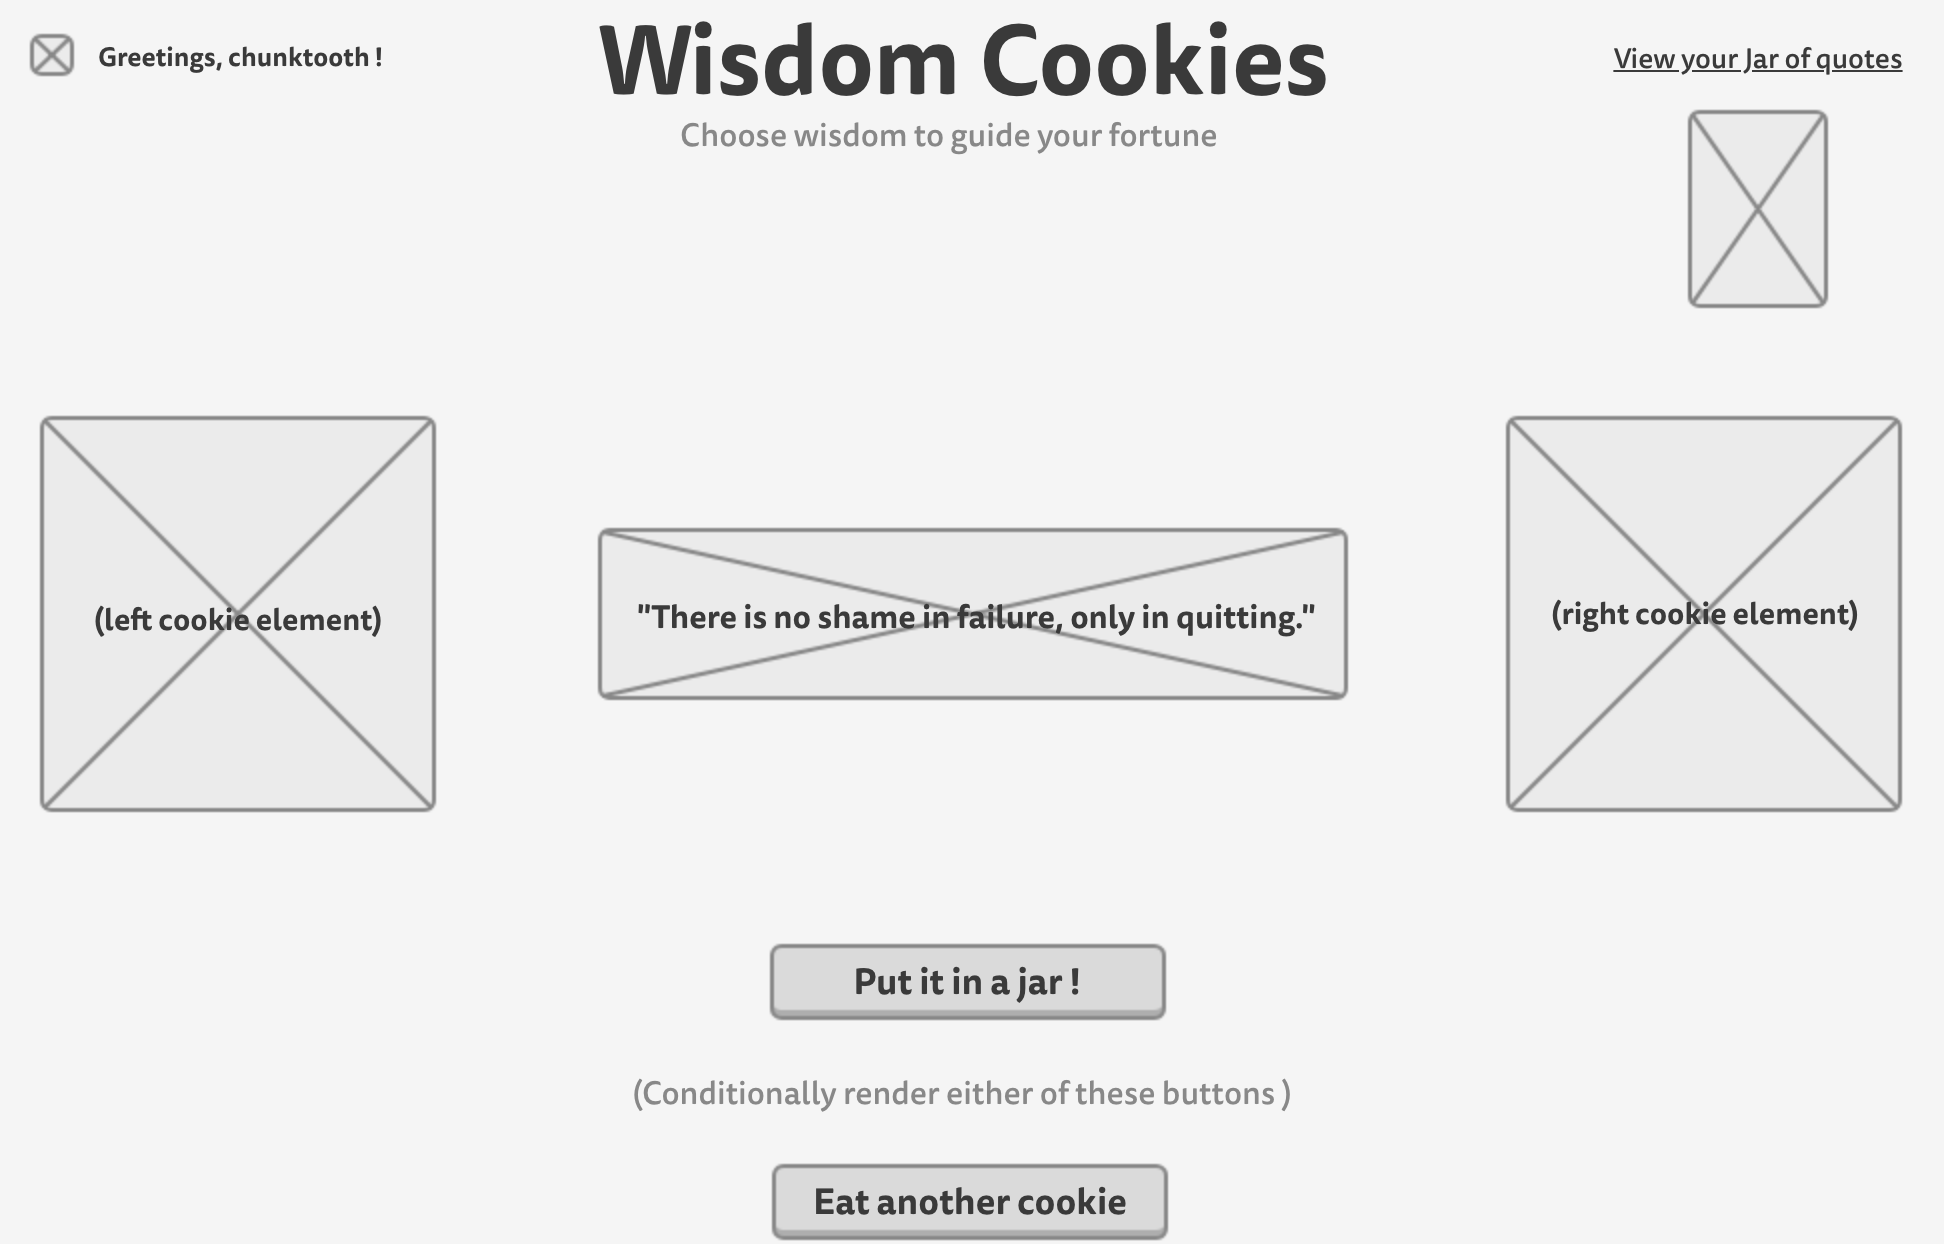 Greetings, chunktooth !
Wisdom Cookies
View your Jar of quotes
Choose wisdom to guide your fortune
(left cookie element)
"There is no shame in failure, only in quitting."
(right cookie element)
Put it in a jar !
(Conditionally render either of these buttons )
Eat another cookie